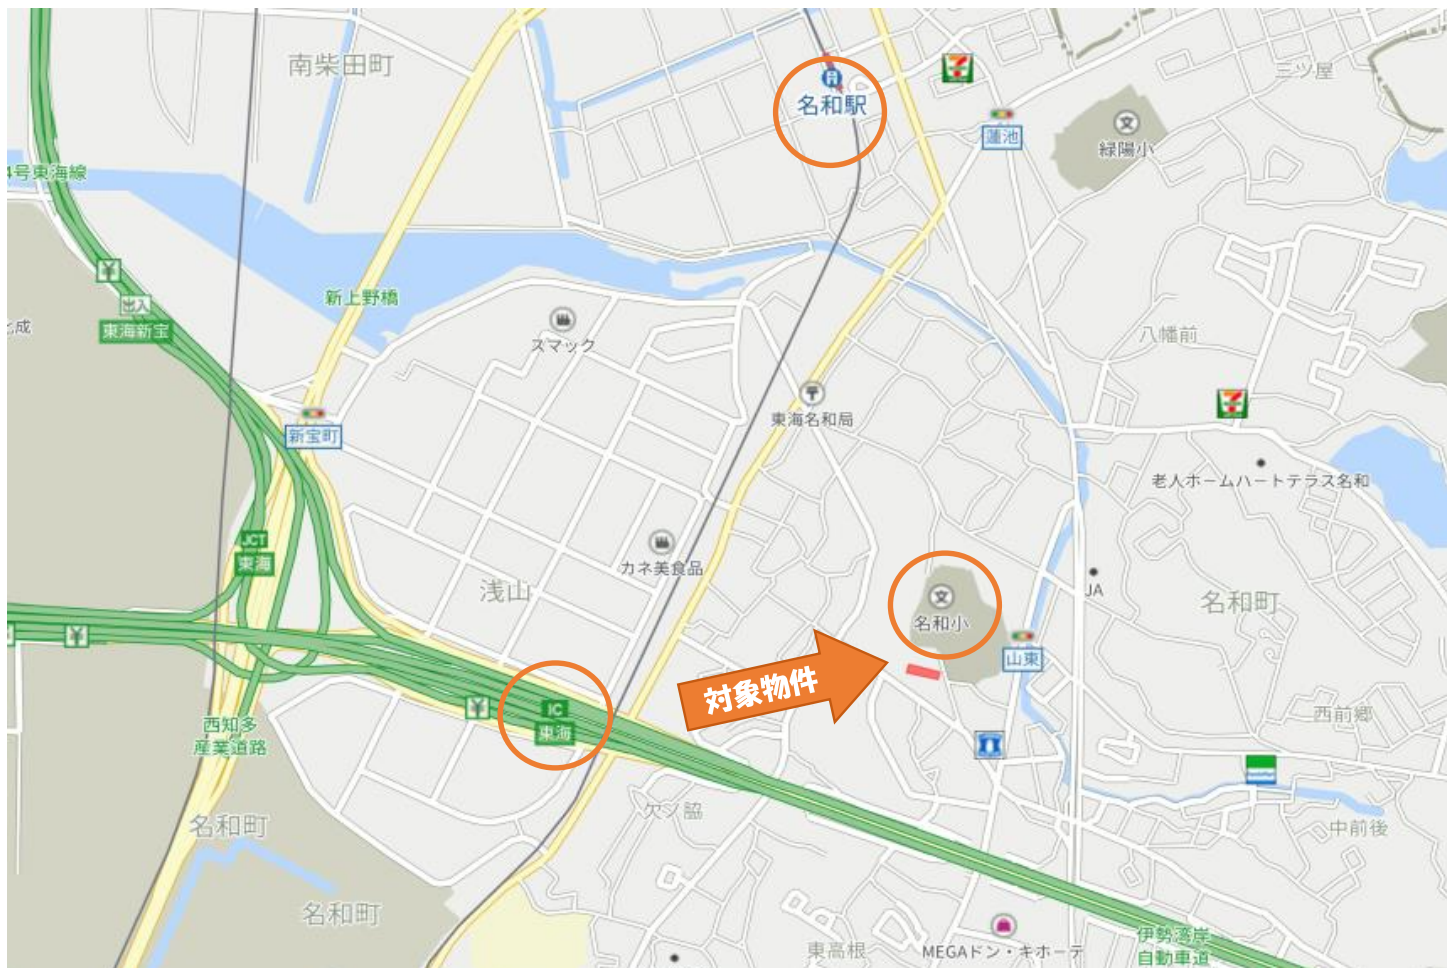 南柴田町
名和駅
三ツ屋
蓮池
緑陽小
4号東海線
新上野橋
出入
東海新宝
スマック
八幡前
新宝町
東海名和局
老人ホームハートテラス名和
JCT
東海
カネ美食品
浅山
JA
名和町
文
名和小
山東
対象物件
IC
東海
西知多
産業道路
西前郷
名和町
欠ノ脇
中前後
名和町
東高根
MEGAドン・キホーテ
伊勢湾岸
自動車道